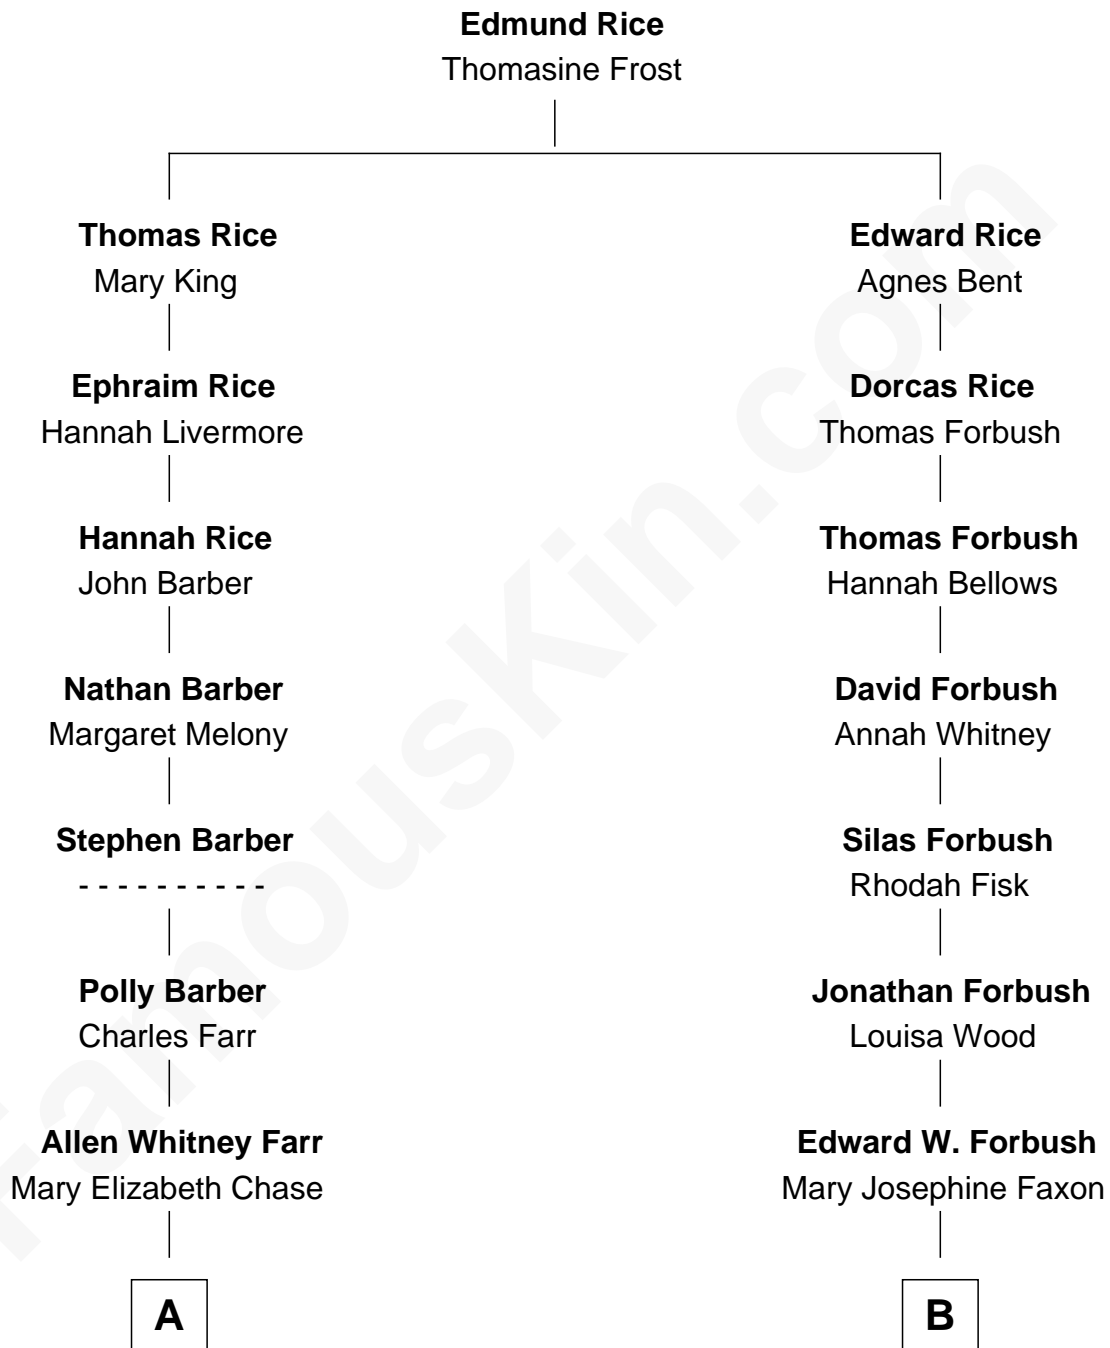 Edmund Rice
Thomasine Frost
Thomas Rice
Mary King
Edward Rice
Agnes Bent
Ephraim Rice
Hannah Livermore
Dorcas Rice
Thomas Forbush
Hannah Rice
John Barber
Thomas Forbush
Hannah Bellows
Nathan Barber
Margaret Melony
David Forbush
Annah Whitney
Stephen Barber
- - - - - - - - - -
Silas Forbush
Rhodah Fisk
Polly Barber
Charles Farr
Jonathan Forbush
Louisa Wood
Allen Whitney Farr
Mary Elizabeth Chase
Edward W. Forbush
Mary Josephine Faxon
A
B
FamousKin.com